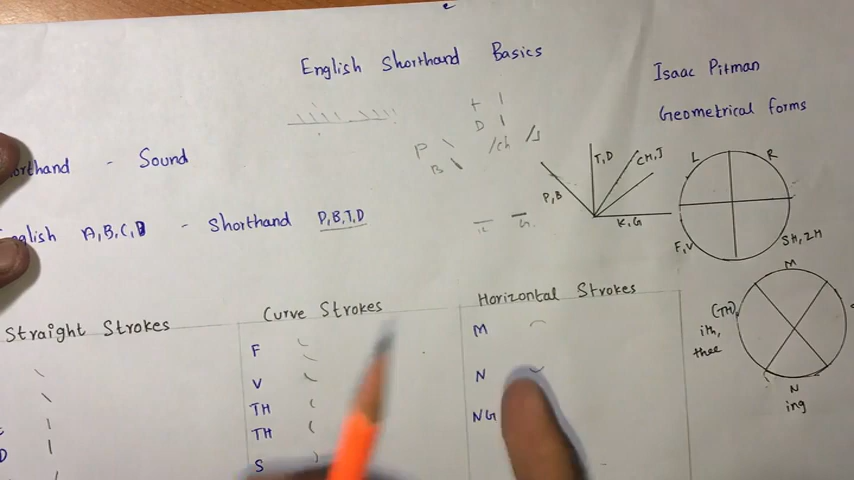 English Shorthand Basics
Isaac Pitman
Geometrical forms
Shorthand - Sound
English A,B,C,D - Shorthand P,B,T,D
t
D
P
B
/ch /J
K G
P,B
T,D
CH,J
K,G
L R
F,V SH,ZH
M
(TH)
ith,
thee
N
ing
Straight Strokes
D
Curve Strokes
F
V
TH
TH
S
Horizontal Strokes
M
N
NG